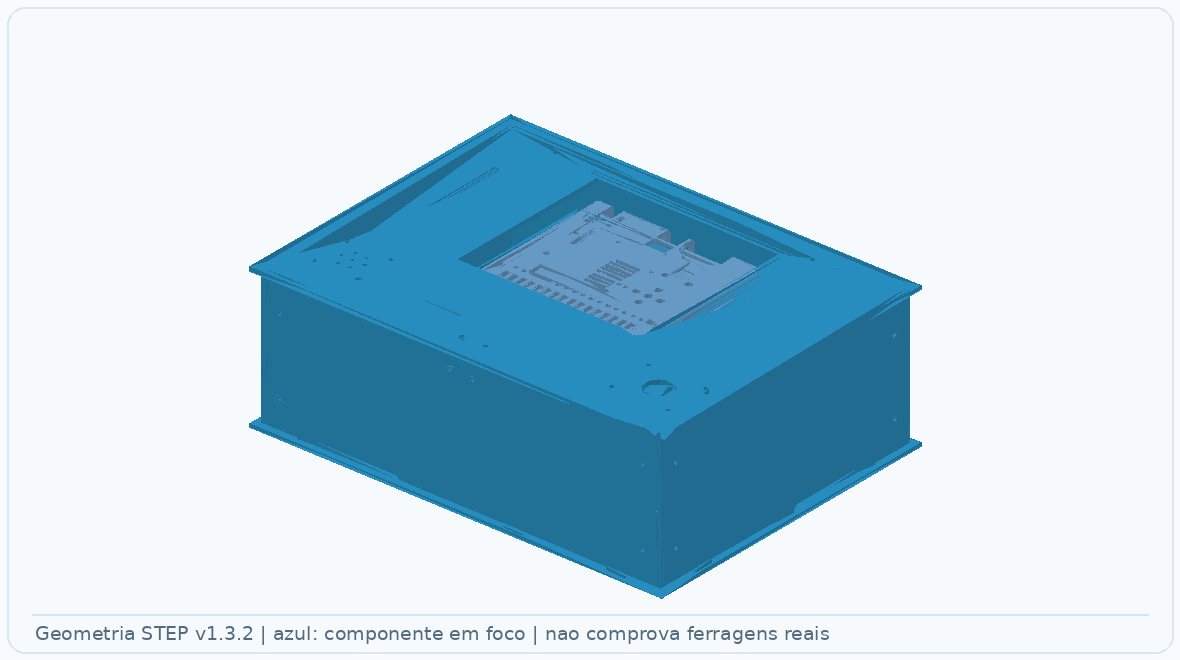 Geometria STEP v1.3.2 | azul: componente em foco | nao comprova ferragens reais